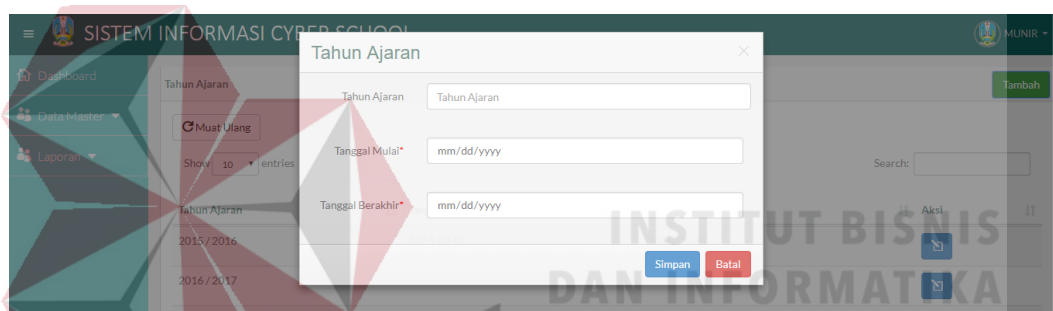 SISTEM INFORMASI CYBER SCHOOL
MUNIR
Dashboard
Data Master
Laporan
Tahun Ajaran
Tambah
Muat Ulang
Show 10 entries
Search:
Tahun Ajaran
Aksi
2015 / 2016
2016 / 2017
Tahun Ajaran
Tahun Ajaran Tahun Ajaran
Tanggal Mulai* mm/dd/yyyy
Tanggal Berakhir* mm/dd/yyyy
Simpan Batal
INSTITUT BISNIS
DAN INFORMATIKA